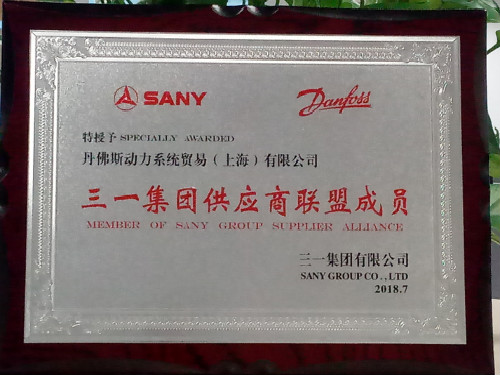 SANY Danfoss
特授予 SPECIALLY AWARDED
丹佛斯动力系统贸易（上海）有限公司
三一集团供应商联盟成员
MEMBER OF SANY GROUP SUPPLIER ALLIANCE
三一集团有限公司
SANY GROUP CO.,LTD
2018.7